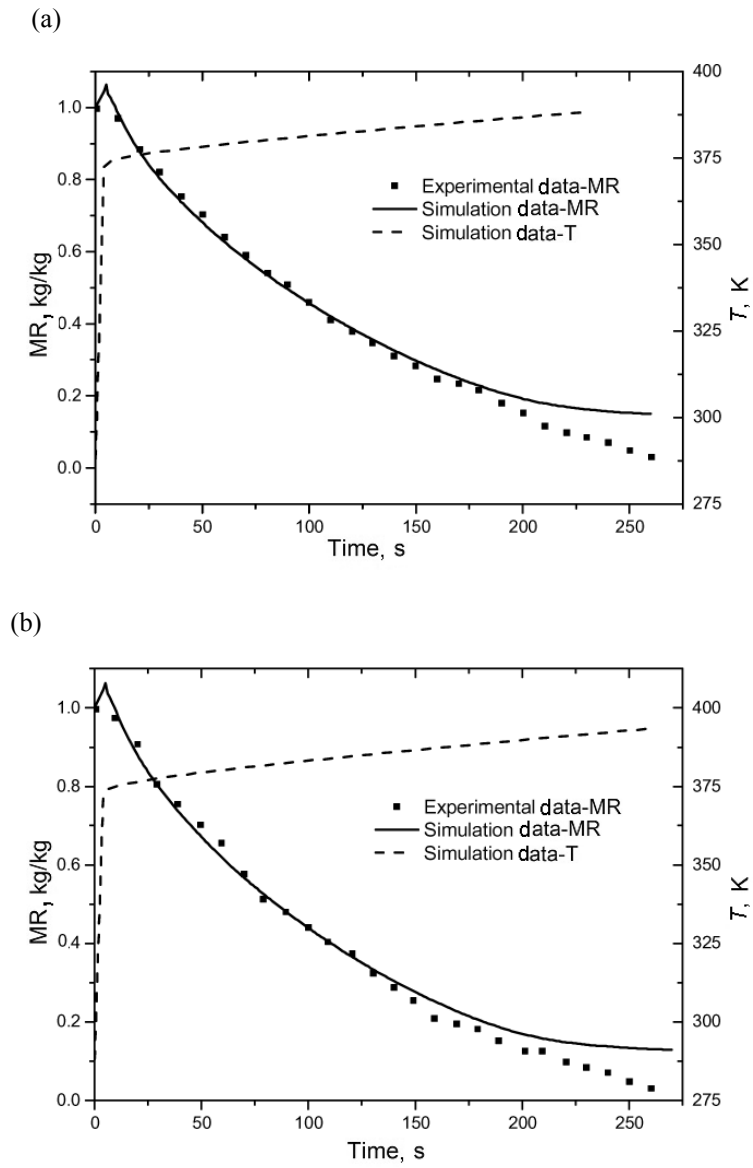 (a)
400
1.0
375
0.8
Experimental data-MR
Simulation data-MR
Simulation data-T
0.6
350
MR, kg/kg
T, K
0.4
325
0.2
300
0.0
275
0 50 100 150 200 250
Time, s
(b)
1.0
400
0.8
375
Experimental data-MR
Simulation data-MR
Simulation data-T
0.6
350
MR, kg/kg
T, K
0.4
325
0.2
300
0.0
275
0 50 100 150 200 250
Time, s